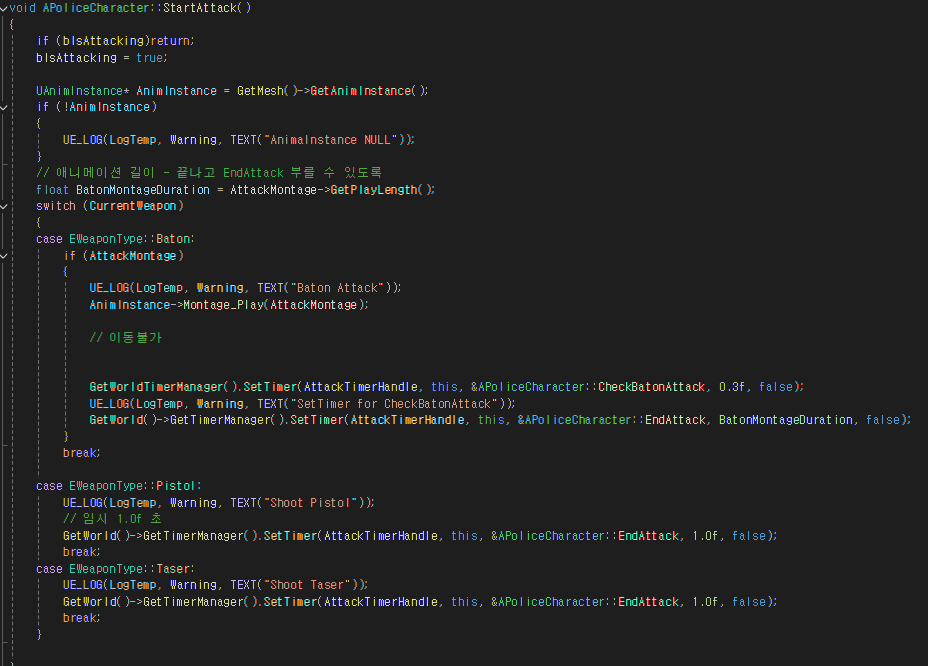 void APoliceCharacter::StartAttack()
{
if (bIsAttacking)return;
bIsAttacking = true;
UAnimInstance* AnimInstance = GetMesh()->GetAnimInstance();
if (!AnimInstance)
{
UE_LOG(LogTemp, Warning, TEXT("AnimaInstance NULL"));
}
// 애니메이션 길이 - 끝나고 EndAttack 부를 수 있도록
float BatonMontageDuration = AttackMontage->GetPlayLength();
switch (CurrentWeapon)
{
case EWeaponType::Baton:
if (AttackMontage)
{
UE_LOG(LogTemp, Warning, TEXT("Baton Attack"));
AnimInstance->Montage_Play(AttackMontage);
// 이동불가
GetWorldTimerManager().SetTimer(AttackTimerHandle, this, &APoliceCharacter::CheckBatonAttack, 0.3f, false);
UE_LOG(LogTemp, Warning, TEXT("SetTimer for CheckBatonAttack"));
GetWorld()->GetTimerManager().SetTimer(AttackTimerHandle, this, &APoliceCharacter::EndAttack, BatonMontageDuration, false);
}
break;
case EWeaponType::Pistol:
UE_LOG(LogTemp, Warning, TEXT("Shoot Pistol"));
// 임시 1.0f 초
GetWorld()->GetTimerManager().SetTimer(AttackTimerHandle, this, &APoliceCharacter::EndAttack, 1.0f, false);
break;
case EWeaponType::Taser:
UE_LOG(LogTemp, Warning, TEXT("Shoot Taser"));
GetWorld()->GetTimerManager().SetTimer(AttackTimerHandle, this, &APoliceCharacter::EndAttack, 1.0f, false);
break;
}